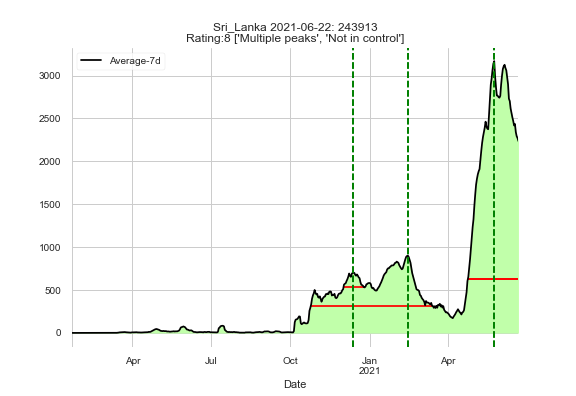 Sri_Lanka 2021-06-22: 243913
Rating:8 ['Multiple peaks', 'Not in control']
Average-7d
3000
2500
2000
1500
1000
500
0
Apr
Jul
Oct
Jan
2021
Apr
Date